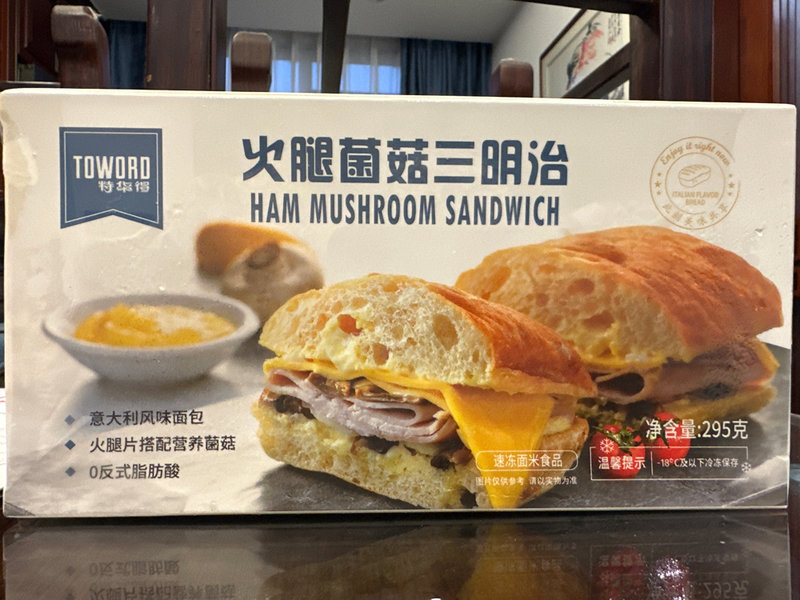 TOWORD
特华得
火腿菌菇三明治
HAM MUSHROOM SANDWICH
Enjoy it right now
ITALIAN FLAVOR
BREAD
意大利风味面包
火腿片搭配营养菌菇
0反式脂肪酸
净含量:295克
速冻面米食品
图片仅供参考 请以实物为准
温馨提示
-18°C及以下冷冻保存